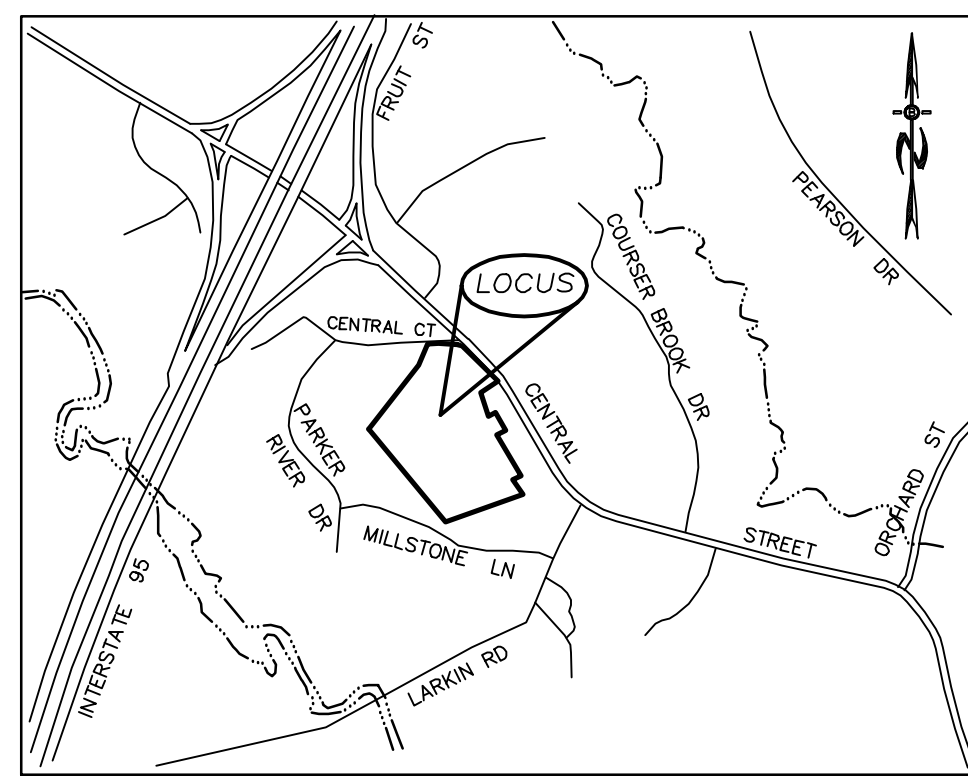 FRUIT ST
PEARSON DR
COURSER BROOK DR
LOCUS
CENTRAL CT
CENTRAL
STREET
PARKER
RIVER DR
MILLSTONE LN
ORCHARD ST
INTERSTATE 95
LARKIN RD